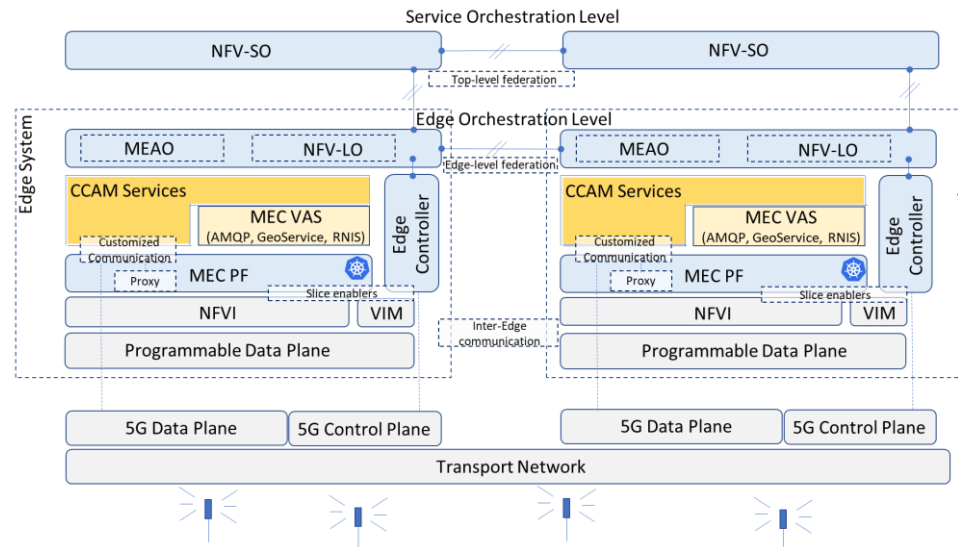 Service Orchestration Level
NFV-SO
NFV-SO
Top-level federation
Edge System
Edge Orchestration Level
MEAO
NFV-LO
MEAO
NFV-LO
Edge-level federation
CCAM Services
MEC VAS
(AMQP, GeoService, RNIS)
Edge
Controller
Customized
Communication
MEC PF
Proxy
Slice enablers
NFVI
VIM
Programmable Data Plane
Inter-Edge
communication
CCAM Services
MEC VAS
(AMQP, GeoService, RNIS)
Edge
Controller
Customized
Communication
MEC PF
Proxy
Slice enablers
NFVI
VIM
Programmable Data Plane
5G Data Plane
5G Control Plane
5G Data Plane
5G Control Plane
Transport Network